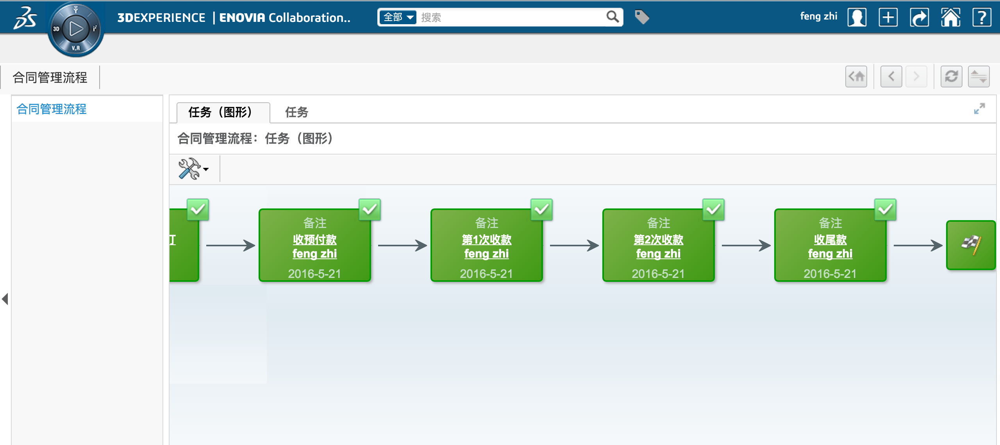 3DEXPERIENCE | ENOVIA Collaboration..
全部
搜索
feng zhi
3D
V.R
合同管理流程
合同管理流程
任务（图形）
任务
合同管理流程：任务（图形）
备注
收预付款
feng zhi
2016-5-21
备注
第1次收款
feng zhi
2016-5-21
备注
第2次收款
feng zhi
2016-5-21
备注
收尾款
feng zhi
2016-5-21